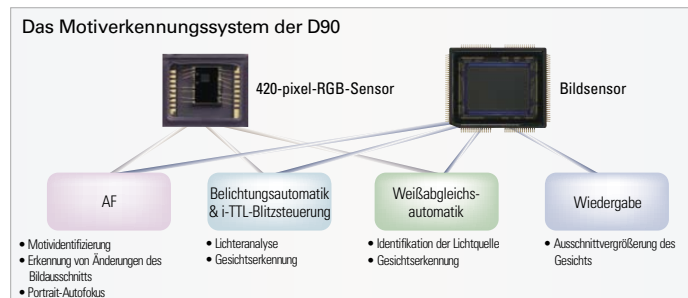 Das Motiverkennungssystem der D90
420-pixel-RGB-Sensor
Bildsensor
AF
Belichtungsautomatik
& i-TTL-Blitzsteuerung
Weißabgleichs-
automatik
Wiedergabe
• Motividentifizierung
• Erkennung von Änderungen des
Bildausschnitts
• Portrait-Autofokus
• Lichteranalyse
• Gesichtserkennung
• Identifikation der Lichtquelle
• Gesichtserkennung
• Ausschnittvergrößerung des
Gesichts